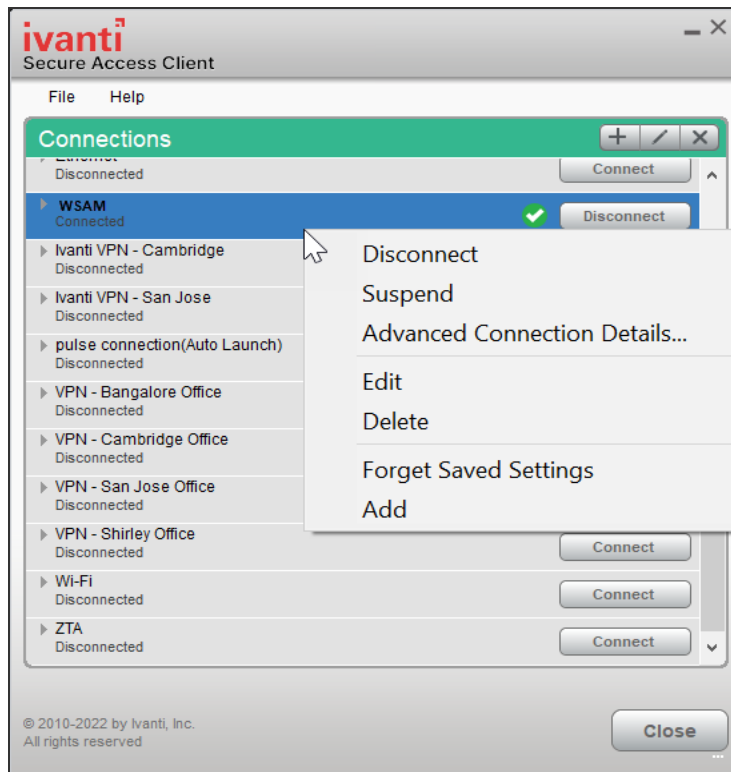 ivanti
Secure Access Client
File Help
Connections
Ethernet
Disconnected Connect
WSAM
Connected Disconnect
Ivanti VPN - Cambridge
Disconnected
Ivanti VPN - San Jose
Disconnected
pulse connection(Auto Launch)
Disconnected
VPN - Bangalore Office
Disconnected
VPN - Cambridge Office
Disconnected
VPN - San Jose Office
Disconnected
VPN - Shirley Office
Disconnected Connect
Wi-Fi
Disconnected Connect
ZTA
Disconnected Connect
Disconnect
Suspend
Advanced Connection Details...
Edit
Delete
Forget Saved Settings
Add
© 2010-2022 by Ivanti, Inc.
All rights reserved
Close